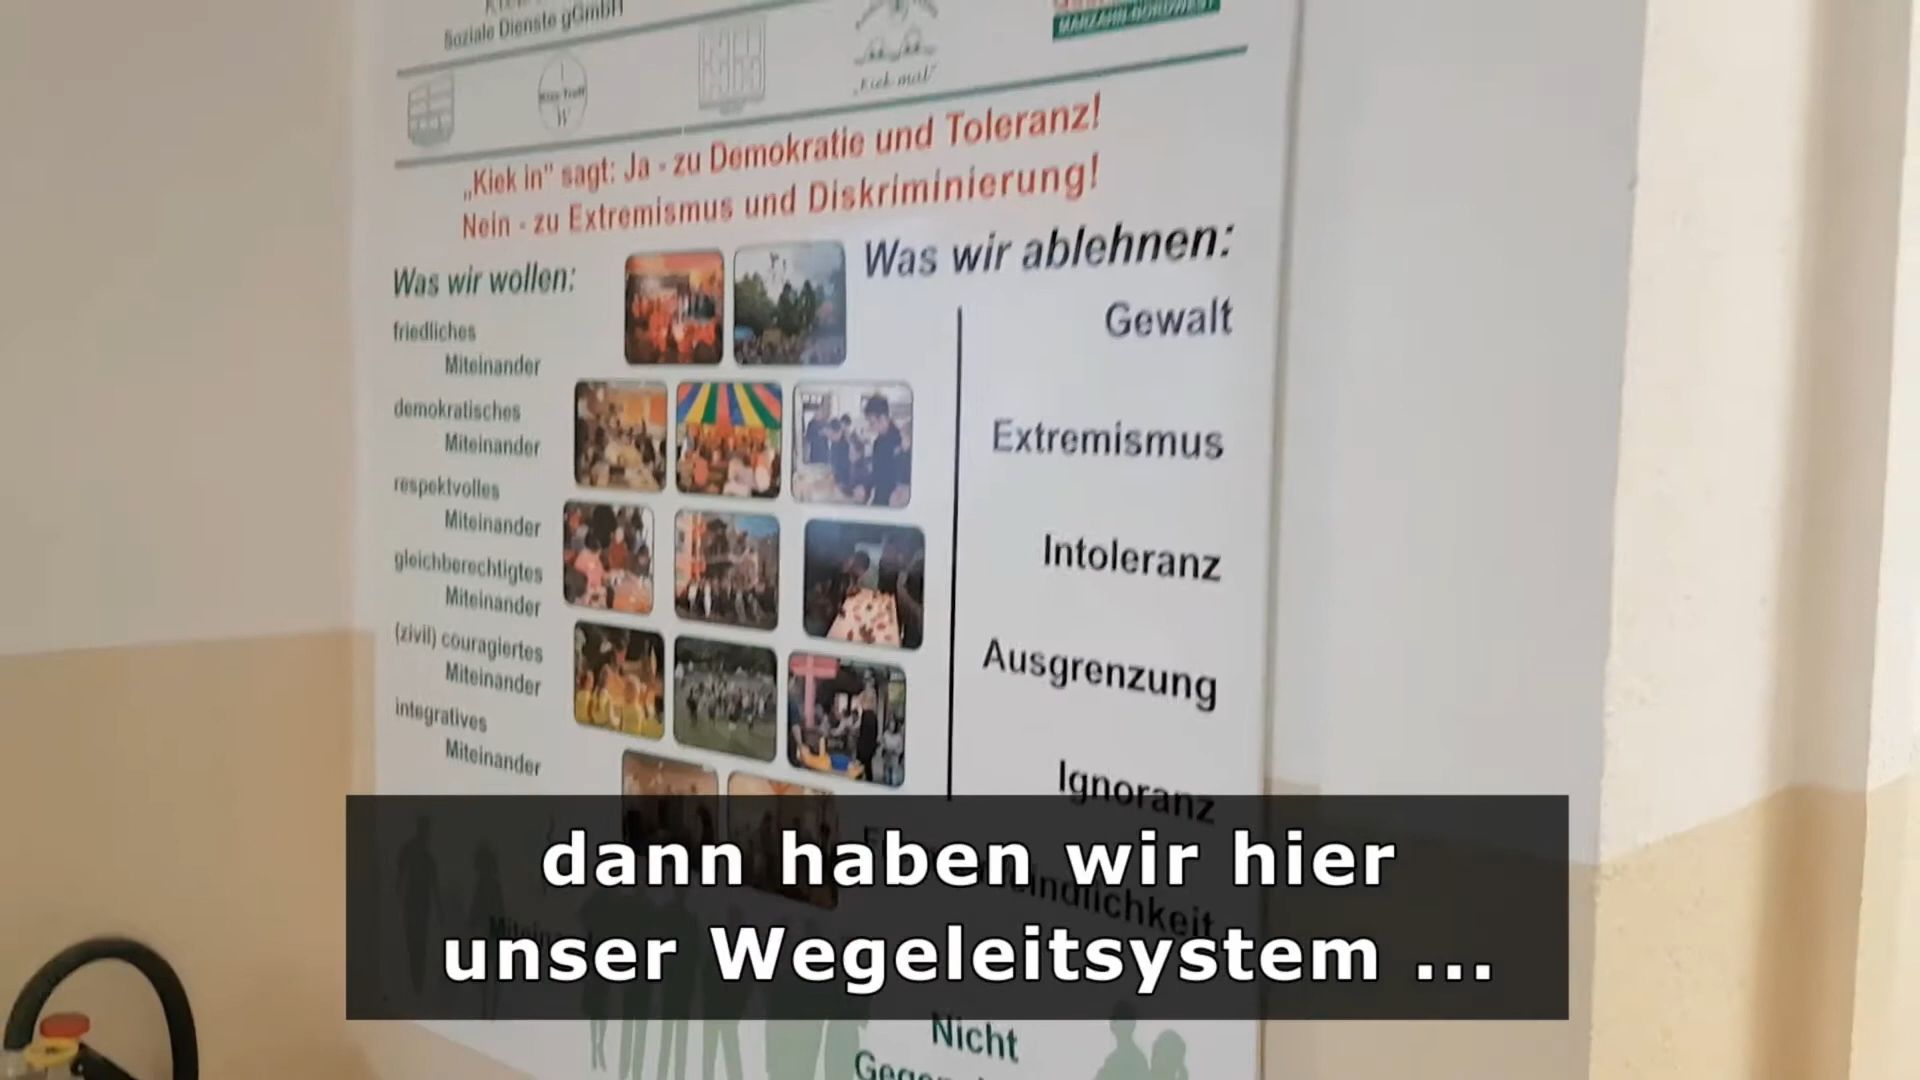 Soziale Dienste gGmbH
MARZAHN-NORDWEST
Kiez-Treff
W
„Kiek mal“
„Kiek in“ sagt: Ja - zu Demokratie und Toleranz!
Nein - zu Extremismus und Diskriminierung!
Was wir wollen:
friedliches
Miteinander
demokratisches
Miteinander
respektvolles
Miteinander
gleichberechtigtes
Miteinander
(zivil) couragiertes
Miteinander
integratives
Miteinander
Was wir ablehnen:
Gewalt
Extremismus
Intoleranz
Ausgrenzung
Ignoranz
dann haben wir hier
unser Wegeleitsystem ...
Nicht